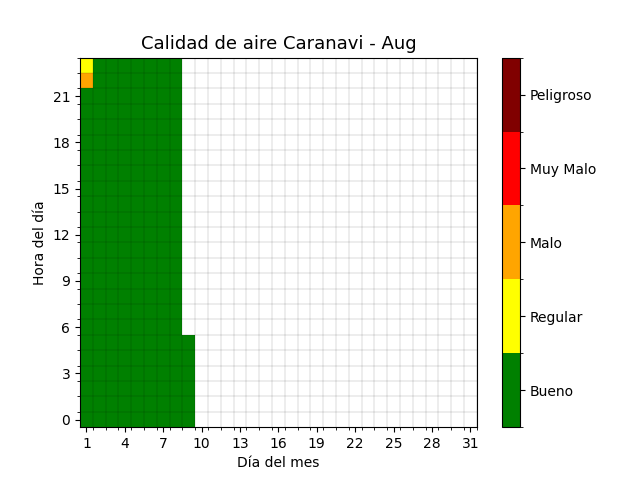 Calidad de aire Caranavi - Aug
Hora del día
21
18
15
12
9
6
3
0
1 4 7 10 13 16 19 22 25 28 31
Día del mes
Peligroso
Muy Malo
Malo
Regular
Bueno